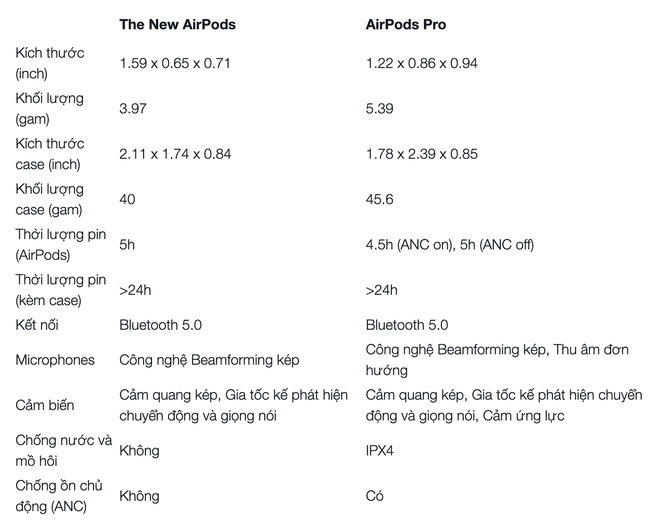 The New AirPods AirPods Pro
Kích thước
(inch) 1.59 x 0.65 x 0.71 1.22 x 0.86 x 0.94
Khối lượng
(gam) 3.97 5.39
Kích thước
case (inch) 2.11 x 1.74 x 0.84 1.78 x 2.39 x 0.85
Khối lượng
case (gam) 40 45.6
Thời lượng pin
(AirPods) 5h 4.5h (ANC on), 5h (ANC off)
Thời lượng pin
(kèm case) >24h >24h
Kết nối Bluetooth 5.0 Bluetooth 5.0
Microphones Công nghệ Beamforming kép Công nghệ Beamforming kép, Thu âm đơn
hướng
Cảm biến Cảm quang kép, Gia tốc kế phát hiện Cảm quang kép, Gia tốc kế phát hiện
chuyển động và giọng nói chuyển động và giọng nói, Cảm ứng lực
Chống nước và
mồ hôi Không IPX4
Chống ồn chủ
động (ANC) Không Có